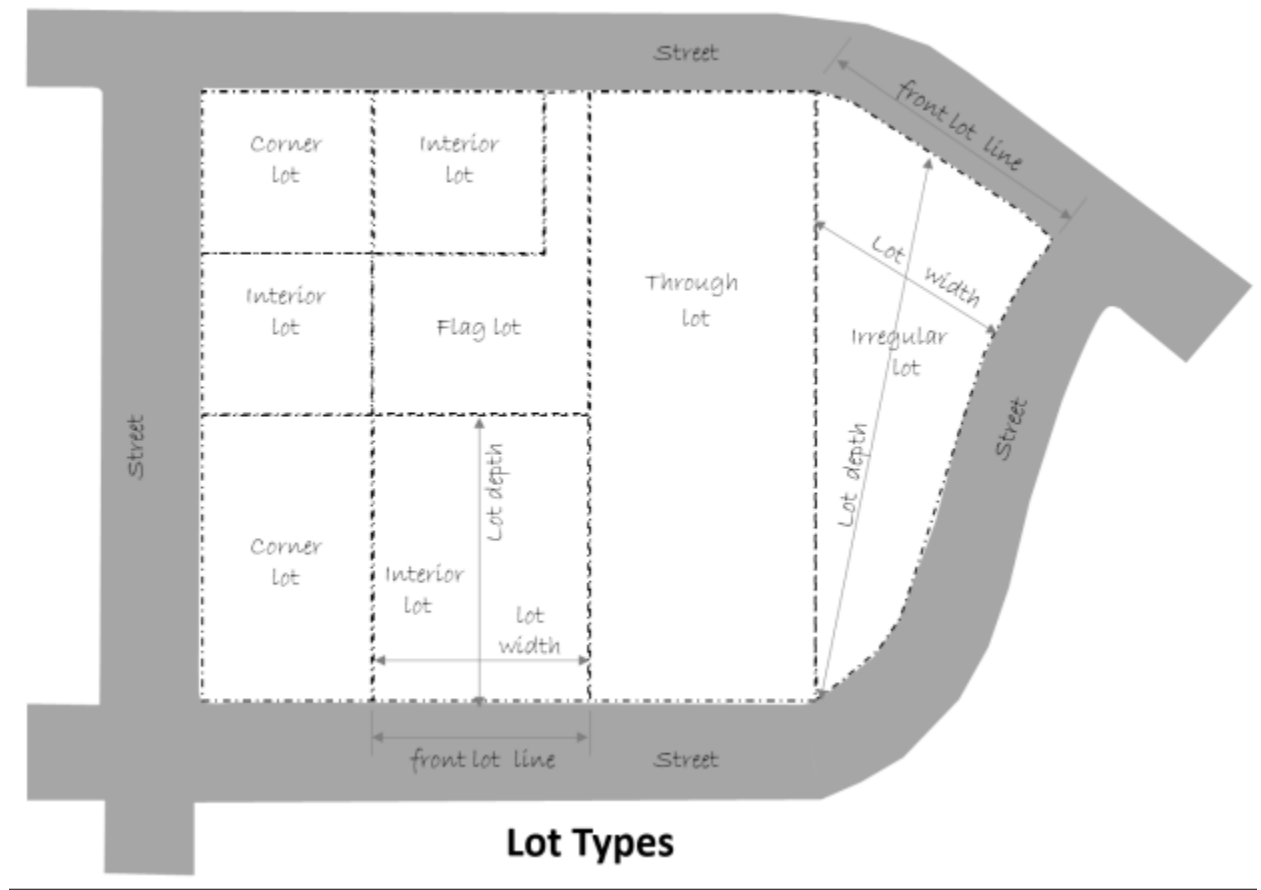 Street
front lot line
Corner
lot
Interior
lot
Lot width
Interior
lot
Flag lot
Through
lot
Irregular
lot
Street
Lot depth
Lot depth
Street
Corner
lot
Interior
lot
lot
width
front lot line
Street
Lot Types